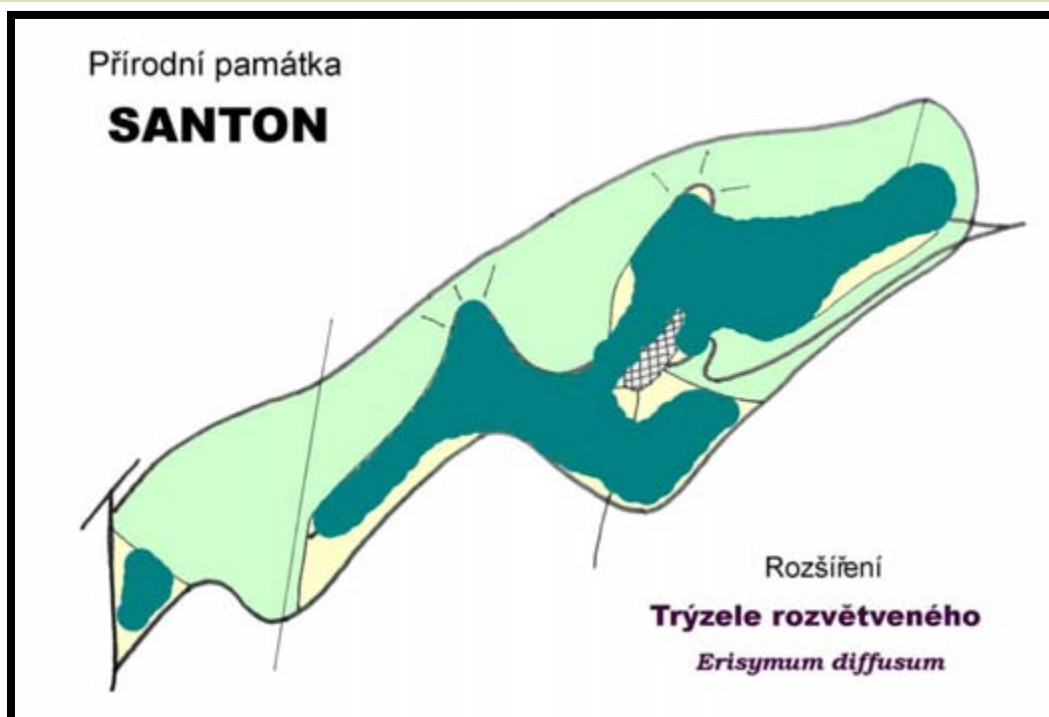 Přírodní památka
SANTON
Rozšíření
Trýzele rozvětveného
Erisymum diffusum